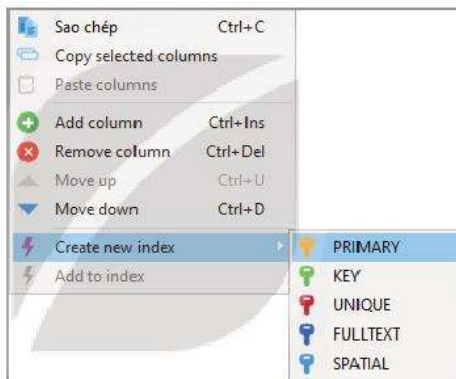 Sao chép Ctrl+C
Copy selected columns
Paste columns
Add column Ctrl+Ins
Remove column Ctrl+Del
Move up Ctrl+U
Move down Ctrl+D
Create new index
Add to index
PRIMARY
KEY
UNIQUE
FULLTEXT
SPATIAL